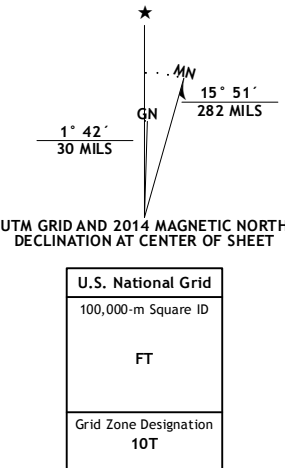 ★
MN
15° 51´
282 MILS
GN
1° 42´
30 MILS
UTM GRID AND 2014 MAGNETIC NORTH
DECLINATION AT CENTER OF SHEET
U.S. National Grid
100,000-m Square ID
FT
Grid Zone Designation
10T